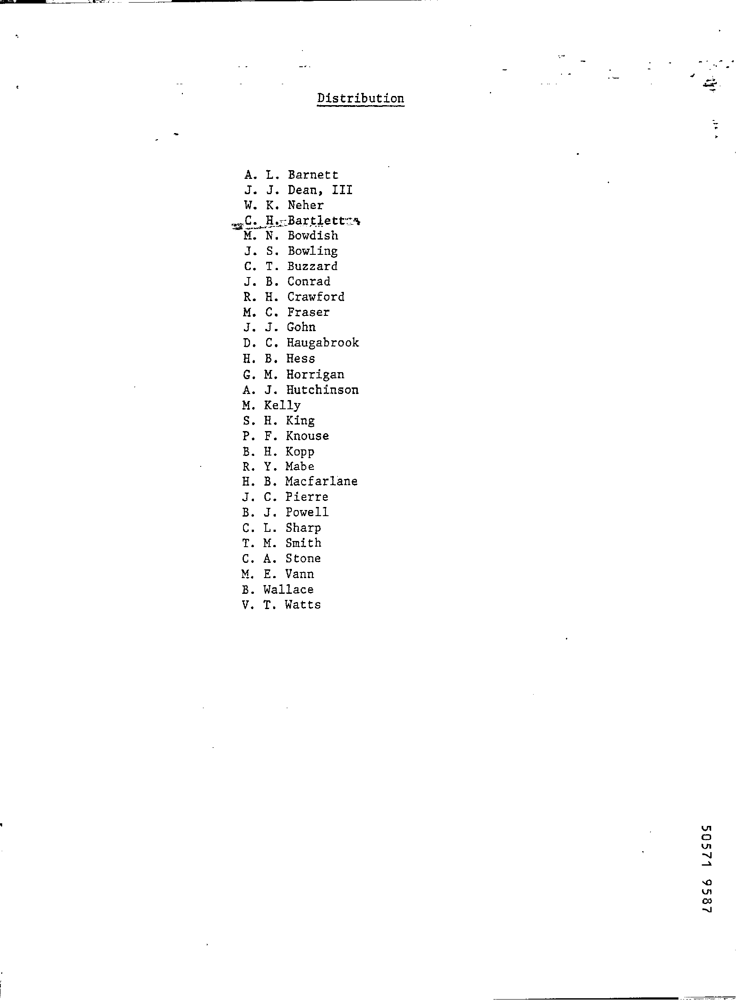 Distribution
A. L. Barnett
J. J. Dean, III
W. K. Neher
C. H. Bartlett
M. N. Bowdish
J. S. Bowling
C. T. Buzzard
J. B. Conrad
R. H. Crawford
M. C. Fraser
J. J. Gohn
D. C. Haugabrook
H. B. Hess
G. M. Horrigan
A. J. Hutchinson
M. Kelly
S. H. King
P. F. Knouse
B. H. Kopp
R. Y. Mabe
H. B. Macfarlane
J. C. Pierre
B. J. Powell
C. L. Sharp
T. M. Smith
C. A. Stone
M. E. Vann
B. Wallace
V. T. Watts
50571 9587